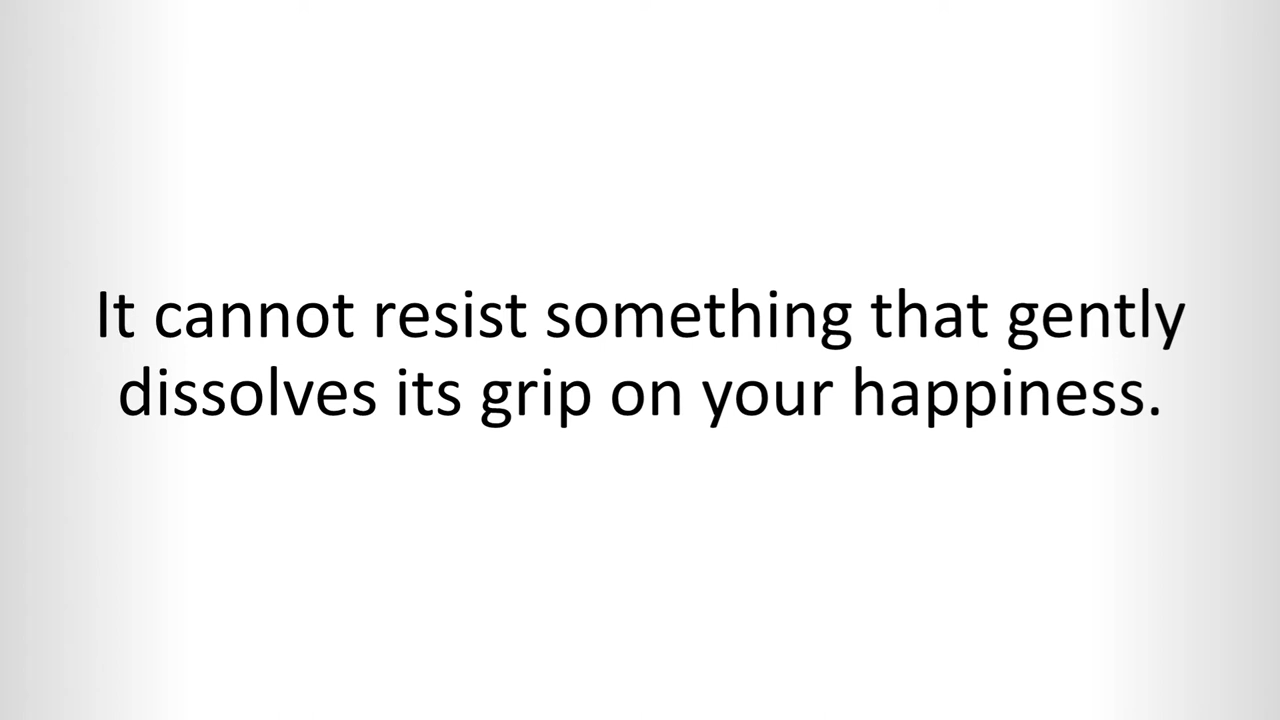 It cannot resist something that gently
dissolves its grip on your happiness.